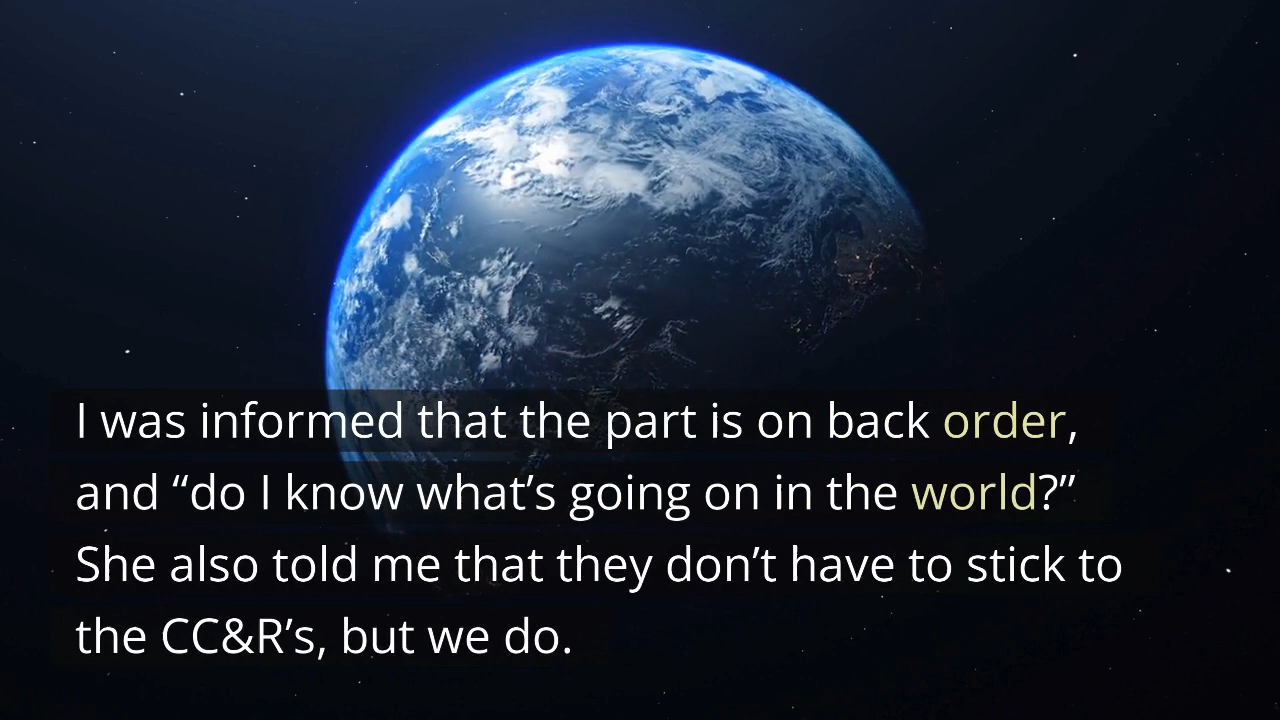 I was informed that the part is on back order,
and “do I know what’s going on in the world?”
She also told me that they don’t have to stick to
the CC&R’s, but we do.